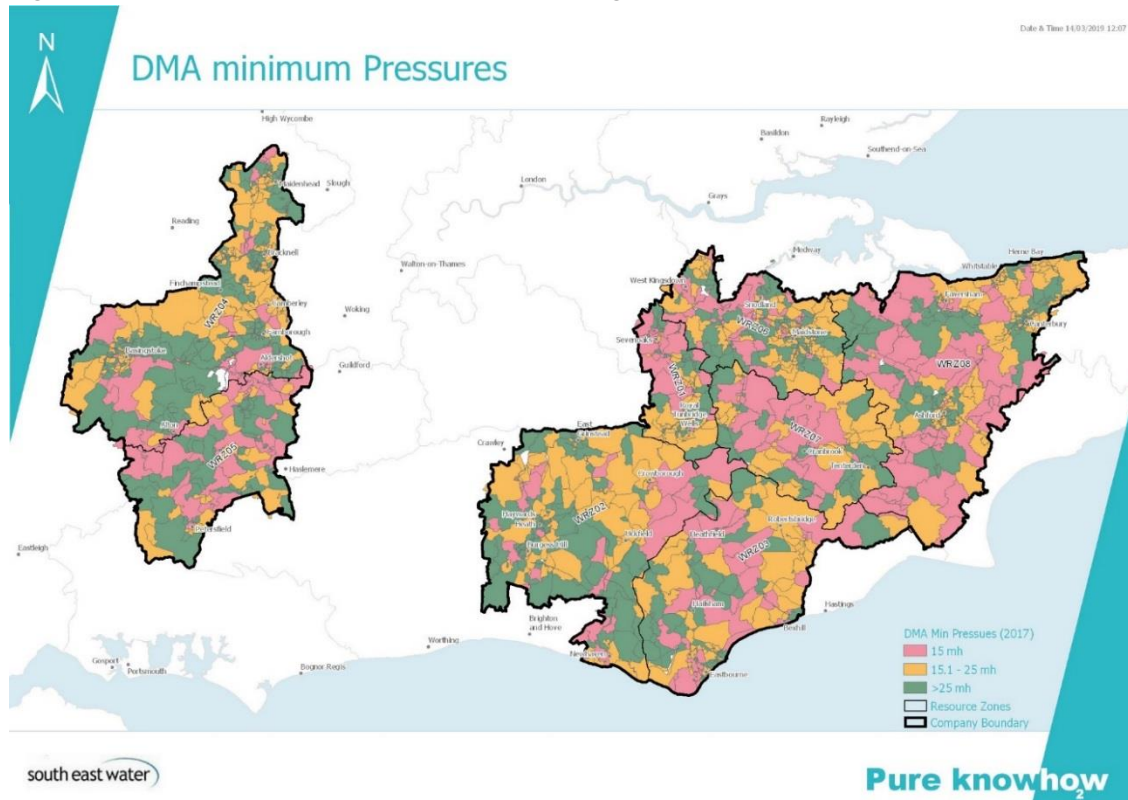 Date & Time 14/03/2019 12:07
N
DMA minimum Pressures
High Wycombe
Rayleigh
Basildon
Southend-on-Sea
Maidenhead
Slough
London
Grays
Reading
Bracknell
Medway
Herne Bay
Whitstable
Walton-on-Thames
West Kingsdown
Finchampstead
WRZ04
Camberley
Woking
Snodland
Faversham
Canterbury
Farnborough
WRZ06
Maidstone
Sevenoaks
Basingstoke
Aldershot
Guildford
WRZ01
WRZ08
Royal
Tunbridge
Wells
Ashford
Alton
East
Grinstead
WRZ07
Crawley
Cranbrook
Tenterden
WRZ05
Haslemere
Crowborough
WRZ02
Haywards
Heath
Robertsbridge
Petersfield
Burgess Hill
Uckfield
Heathfield
WRZ03
Eastleigh
Hailsham
Hastings
Brighton
and Hove
Bexhill
Worthing
Newhaven
Gosport
Portsmouth
Bognor Regis
Eastbourne
DMA Min Pressues (2017)
15 mh
15.1 - 25 mh
>25 mh
Resource Zones
Company Boundary
south east water
Pure knowh2ow